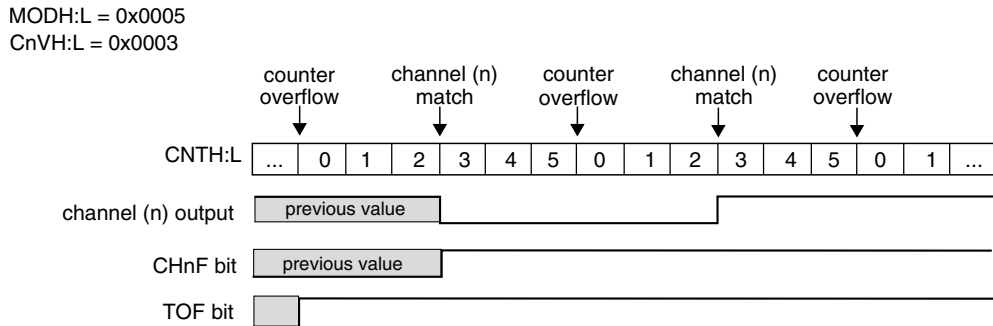 MODH:L = 0x0005
CnVH:L = 0x0003
counter overflow channel (n) match counter overflow channel (n) match counter overflow
CNTH:L ... 0 1 2 3 4 5 0 1 2 3 4 5 0 1 ...
channel (n) output previous value
CHnF bit previous value
TOF bit